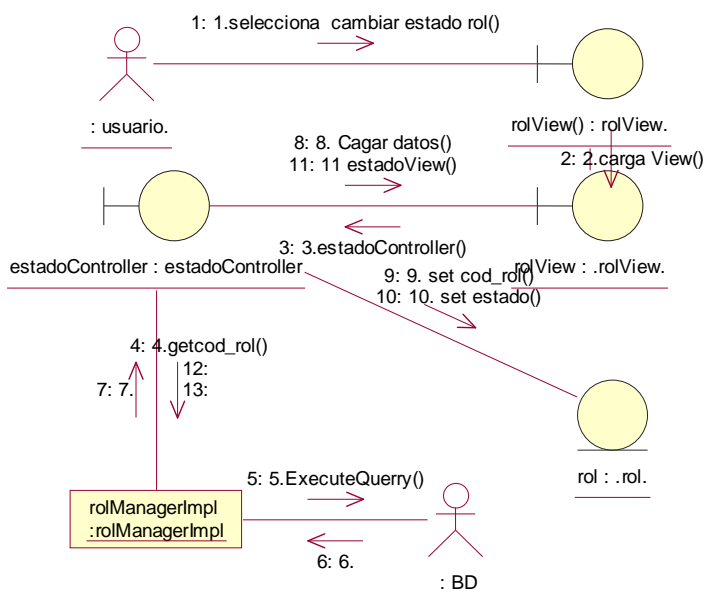 1: 1.selecciona  cambiar estado rol()
: usuario.
rolView() : rolView.
8: 8. Cagar datos()
11: 11 estadoView()
2: 2.carga View()
3: 3.estadoController()
estadoController : estadoController
rolView : .rolView.
9: 9. set cod_rol()
10: 10. set estado()
4: 4.getcod_rol()
12:
7: 7.
13:
rol : .rol.
5: 5.ExecuteQuerry()
rolManagerImpl
:rolManagerImpl
6: 6.
: BD